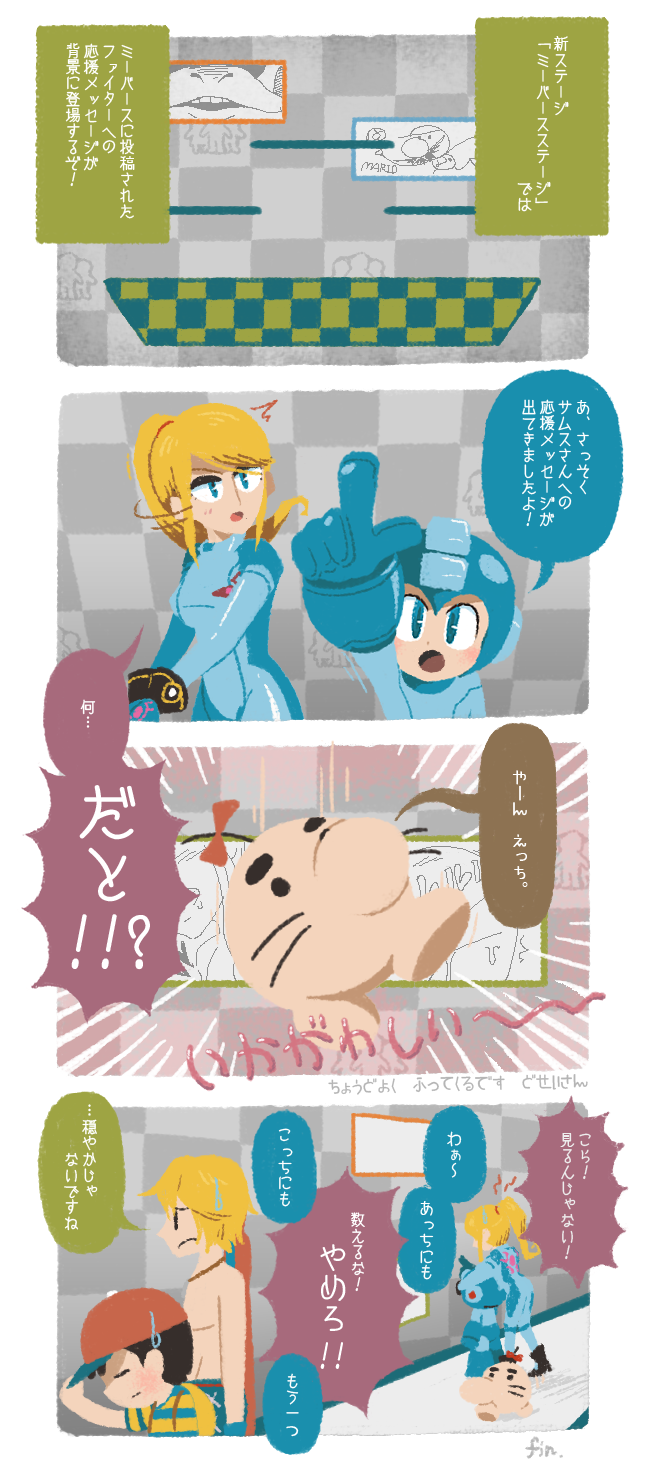 新ステージ
「ミーバースステージ」
では
ミーバースに投稿された
ファイターへの
応援メッセージが
背景に登場するぞ!
MARIO
あ、さっそく
サムスさんへの
応援メッセージが
出てきましたよ!
何…
だと!!?
やーん えっち。
いかがわしい〜〜
ちょうどよく ふってくるです どせいさん
こら!
見るんじゃない!
わぁ〜
あっちにも
数えるな!
やめろ!!
こっちにも
もう一つ
…穏やかじゃ
ないですね
fin.